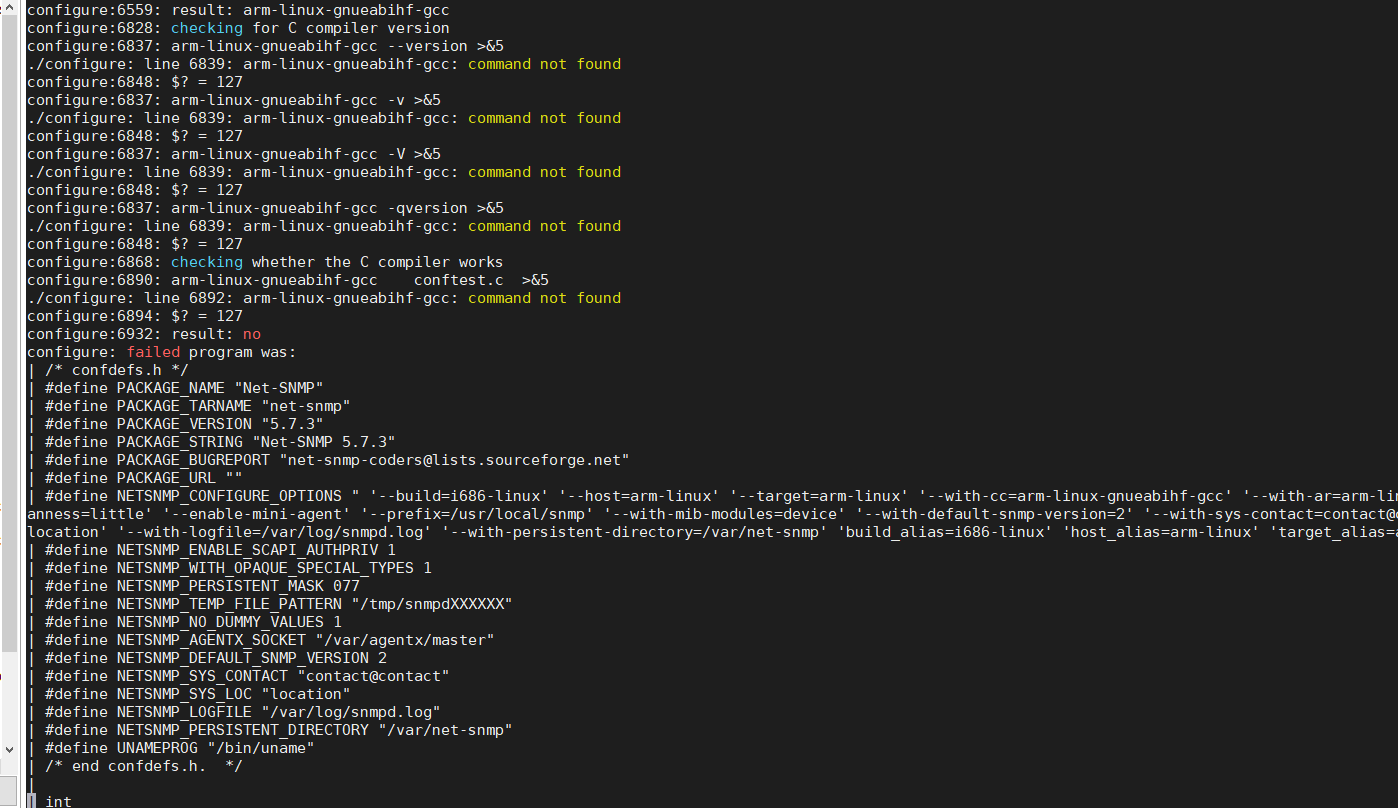 configure:6559: result: arm-linux-gnueabihf-gcc
configure:6828: checking for C compiler version
configure:6837: arm-linux-gnueabihf-gcc --version >&5
./configure: line 6839: arm-linux-gnueabihf-gcc: command not found
configure:6848: $? = 127
configure:6837: arm-linux-gnueabihf-gcc -v >&5
./configure: line 6839: arm-linux-gnueabihf-gcc: command not found
configure:6848: $? = 127
configure:6837: arm-linux-gnueabihf-gcc -V >&5
./configure: line 6839: arm-linux-gnueabihf-gcc: command not found
configure:6848: $? = 127
configure:6837: arm-linux-gnueabihf-gcc -qversion >&5
./configure: line 6839: arm-linux-gnueabihf-gcc: command not found
configure:6848: $? = 127
configure:6868: checking whether the C compiler works
configure:6890: arm-linux-gnueabihf-gcc    conftest.c  >&5
./configure: line 6892: arm-linux-gnueabihf-gcc: command not found
configure:6894: $? = 127
configure:6932: result: no
configure: failed program was:
| /* confdefs.h */
| #define PACKAGE_NAME "Net-SNMP"
| #define PACKAGE_TARNAME "net-snmp"
| #define PACKAGE_VERSION "5.7.3"
| #define PACKAGE_STRING "Net-SNMP 5.7.3"
| #define PACKAGE_BUGREPORT "net-snmp-coders@lists.sourceforge.net"
| #define PACKAGE_URL ""
| #define NETSNMP_CONFIGURE_OPTIONS " '--build=i686-linux' '--host=arm-linux' '--target=arm-linux' '--with-cc=arm-linux-gnueabihf-gcc' '--with-ar=arm-lin
anness=little' '--enable-mini-agent' '--prefix=/usr/local/snmp' '--with-mib-modules=device' '--with-default-snmp-version=2' '--with-sys-contact=contact@c
location' '--with-logfile=/var/log/snmpd.log' '--with-persistent-directory=/var/net-snmp' 'build_alias=i686-linux' 'host_alias=arm-linux' 'target_alias=a
| #define NETSNMP_ENABLE_SCAPI_AUTHPRIV 1
| #define NETSNMP_WITH_OPAQUE_SPECIAL_TYPES 1
| #define NETSNMP_PERSISTENT_MASK 077
| #define NETSNMP_TEMP_FILE_PATTERN "/tmp/snmpdXXXXXX"
| #define NETSNMP_NO_DUMMY_VALUES 1
| #define NETSNMP_AGENTX_SOCKET "/var/agentx/master"
| #define NETSNMP_DEFAULT_SNMP_VERSION 2
| #define NETSNMP_SYS_CONTACT "contact@contact"
| #define NETSNMP_SYS_LOC "location"
| #define NETSNMP_LOGFILE "/var/log/snmpd.log"
| #define NETSNMP_PERSISTENT_DIRECTORY "/var/net-snmp"
| #define UNAMEPROG "/bin/uname"
| /* end confdefs.h.  */
|
| int